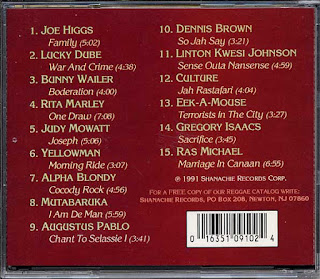 1. JOE HIGGS
Family (5:02)
2. LUCKY DUBE
War And Crime (4:38)
3. BUNNY WAILER
Boderation (4:00)
4. RITA MARLEY
One Draw (7:08)
5. JUDY MOWATT
Joseph (5:06)
6. YELLOWMAN
Morning Ride (3:07)
7. ALPHA BLONDY
Cocody Rock (4:56)
8. MUTABARUKA
I Am De Man (5:59)
9. AUGUSTUS PABLO
Chant To Selassie I (3:41)
10. DENNIS BROWN
So Jah Say (3:21)
11. LINTON KWESI JOHNSON
Sense Outa Nansense (4:59)
12. CULTURE
Jah Rastafari (4:04)
13. EEK-A-MOUSE
Terrorists In The City (3:27)
14. GREGORY ISAACS
Sacrifice (3:45)
15. RAS MICHAEL
Marriage In Canaan (6:55)
℗ 1991 SHANACHIE RECORDS CORP.
FOR A FREE COPY OF OUR REGGAE CATALOG WRITE:
SHANACHIE RECORDS, PO BOX 208, NEWTON, NJ 07860
0 16351 09102 4